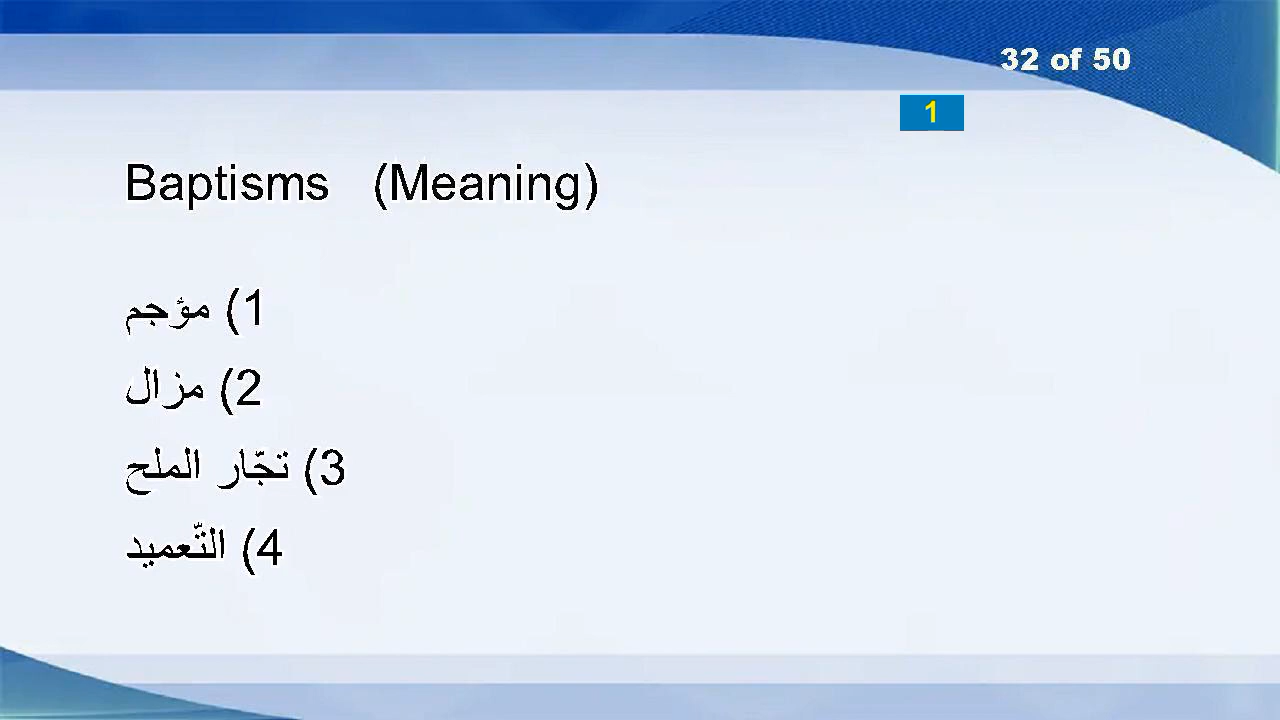 32 of 50
1
Baptisms (Meaning)
1) مؤجم
2) مزال
3) تجّار الملح
4) التّعميد